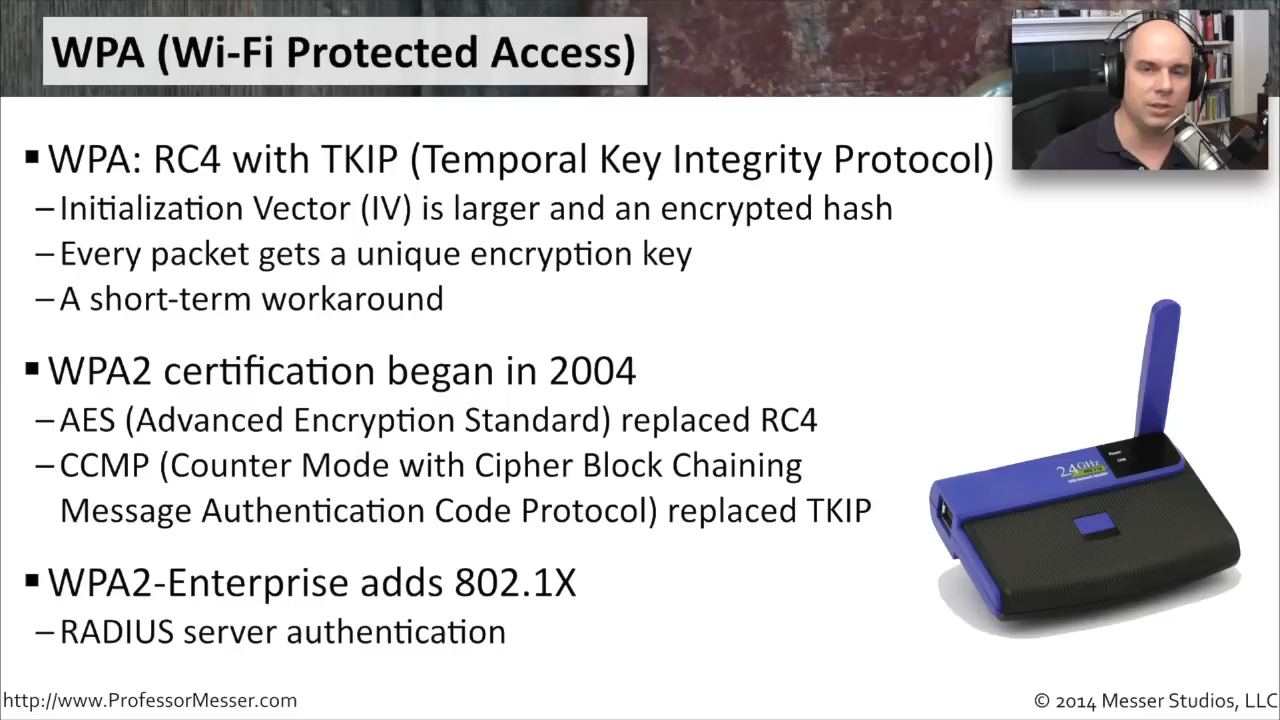 WPA (Wi-Fi Protected Access)
▪ WPA: RC4 with TKIP (Temporal Key Integrity Protocol)
– Initialization Vector (IV) is larger and an encrypted hash
– Every packet gets a unique encryption key
– A short-term workaround
▪ WPA2 certification began in 2004
– AES (Advanced Encryption Standard) replaced RC4
– CCMP (Counter Mode with Cipher Block Chaining
Message Authentication Code Protocol) replaced TKIP
▪ WPA2-Enterprise adds 802.1X
– RADIUS server authentication
2.4GHz
Power
http://www.ProfessorMesser.com
© 2014 Messer Studios, LLC